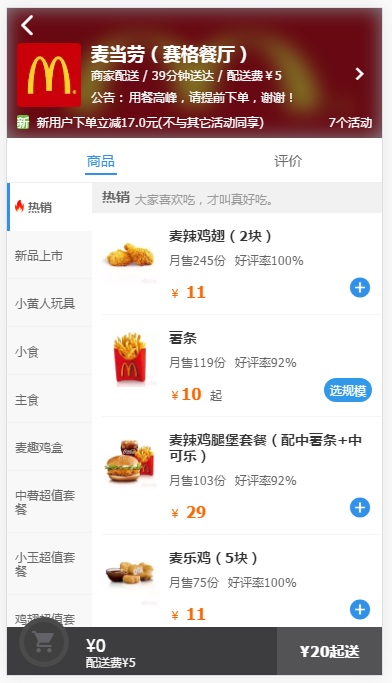 麦当劳（赛格餐厅）
商家配送 / 39分钟送达 / 配送费¥5
公告：用餐高峰，请提前下单，谢谢！
新 新用户下单立减17.0元(不与其它活动同享) 7个活动
商品 评价
热销
新品上市
小黄人玩具
小食
主食
麦趣鸡盒
中薯超值套
餐
小玉超值套
餐
鸡翅超值套
热销 大家喜欢吃，才叫真好吃。
麦辣鸡翅（2块）
月售245份 好评率100%
¥ 11
薯条
月售119份 好评率92%
¥10 起
选规模
麦辣鸡腿堡套餐（配中薯条+中
可乐）
月售103份 好评率92%
¥ 29
麦乐鸡（5块）
月售75份 好评率100%
¥ 11
¥0
配送费¥5
¥20起送